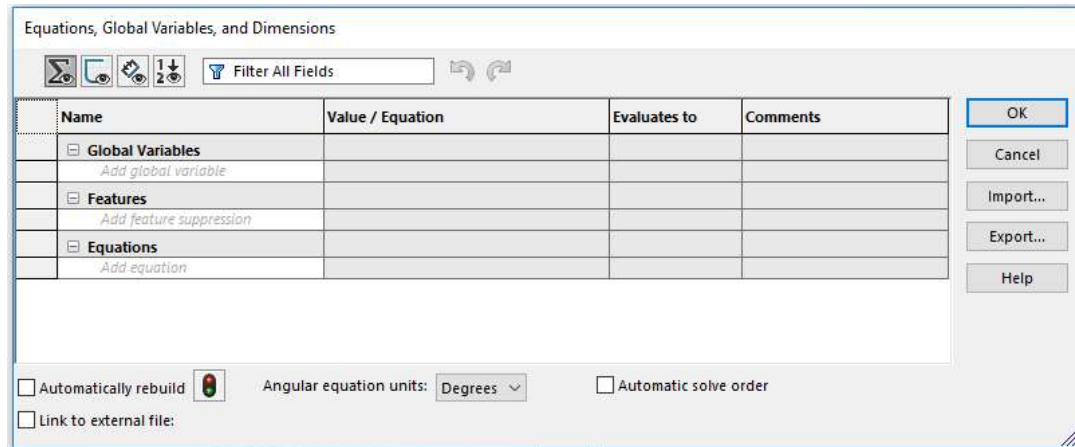 Equations, Global Variables, and Dimensions
Filter All Fields
Name Value / Equation Evaluates to Comments
Global Variables
Add global variable
Features
Add feature suppression
Equations
Add equation
OK
Cancel
Import...
Export...
Help
Automatically rebuild Angular equation units: Degrees Automatic solve order
Link to external file: